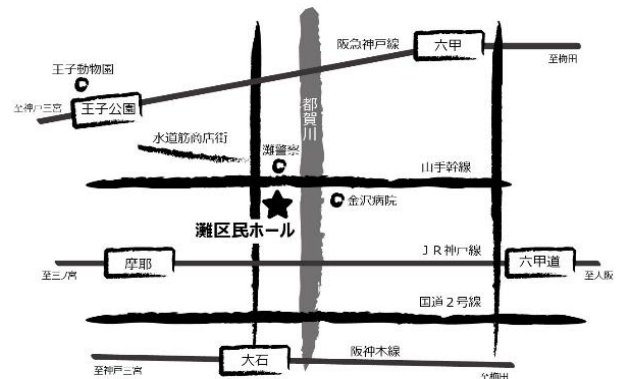 阪急神戸線
六甲
至梅田
王子動物園
王子公園
至神戸三宮
都賀川
水道筋商店街
灘警察
山手幹線
金沢病院
灘区民ホール
JR神戸線
摩耶
六甲道
至三ノ宮
至大阪
国道2号線
大石
阪神本線
至神戸三宮
至梅田